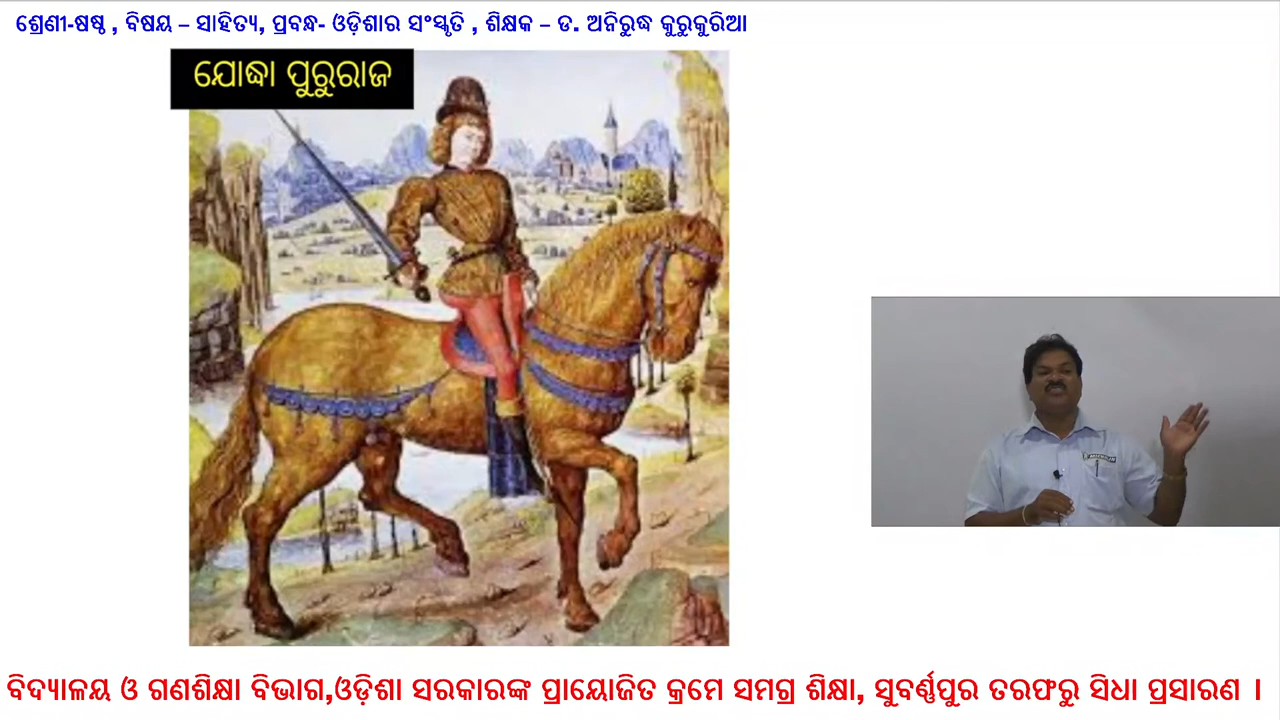 ଶ୍ରେଣୀ-ଷଷ୍ଠ , ବିଷୟ – ସାହିତ୍ୟ, ପ୍ରବନ୍ଧ- ଓଡ଼ିଶାର ସଂସ୍କୃତି , ଶିକ୍ଷକ – ଡ. ଅନିରୁଦ୍ଧ କୁରୁକୁରିଆ
ଯୋଦ୍ଧା ପୁରୁରାଜ
ବିଦ୍ୟାଳୟ ଓ ଗଣଶିକ୍ଷା ବିଭାଗ,ଓଡ଼ିଶା ସରକାରଙ୍କ ପ୍ରାୟୋଜିତ କ୍ରମେ ସମଗ୍ର ଶିକ୍ଷା, ସୁବର୍ଣ୍ଣପୁର ତରଫରୁ ସିଧା ପ୍ରସାରଣ ।